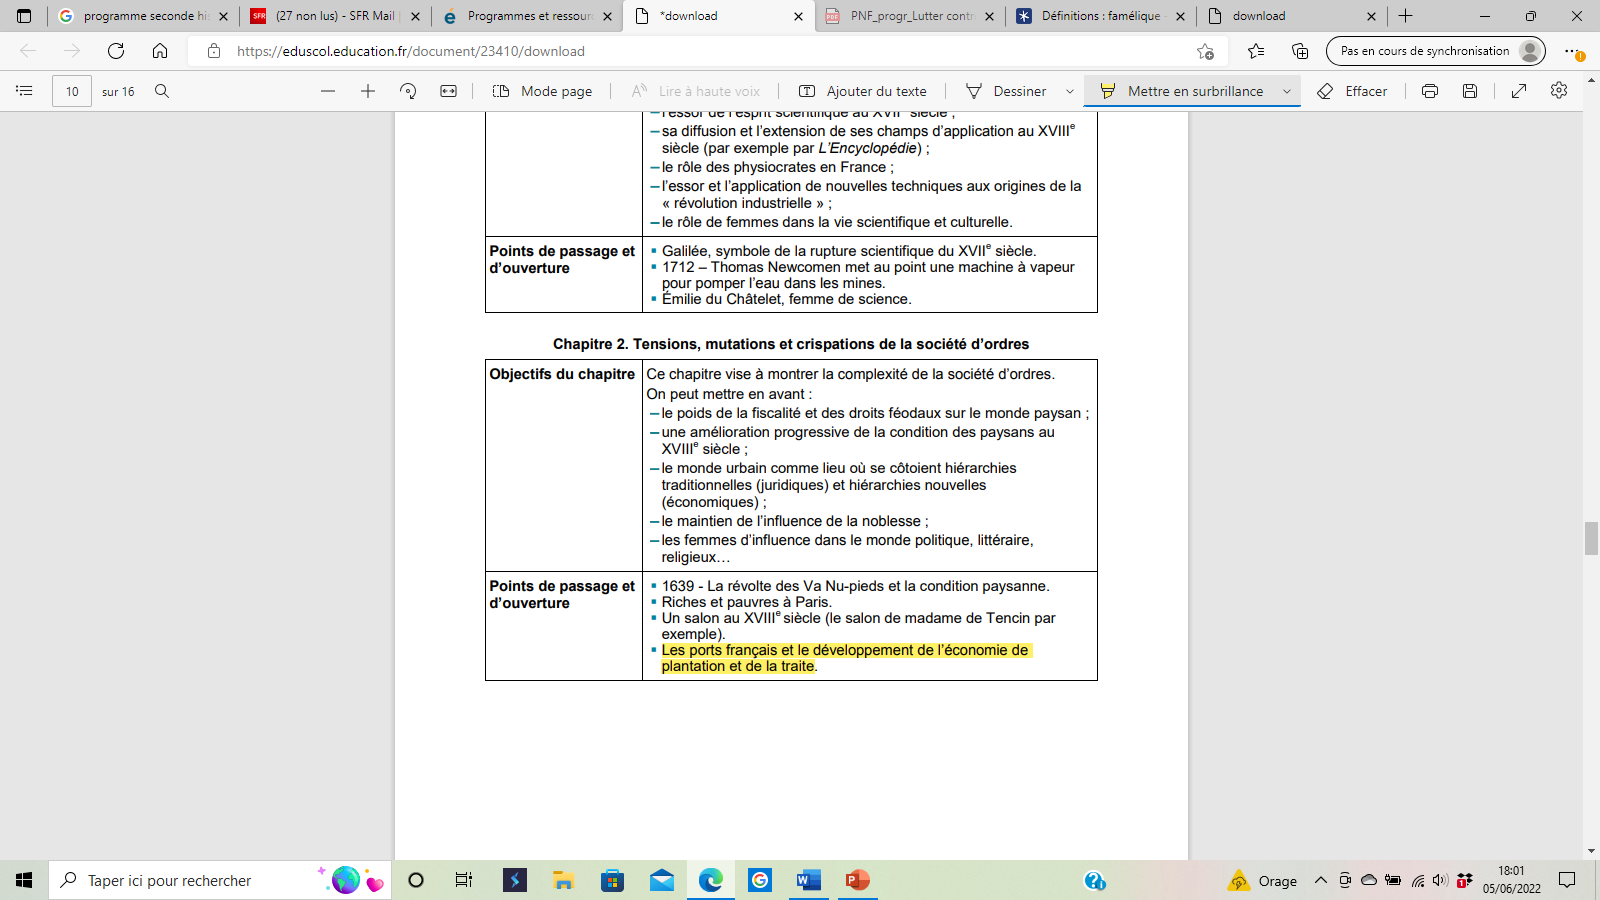 programme seconde his
(27 non lus) - SFR Mail
Programmes et ressour
*download
PNF_progr_Lutter contr
Définitions : famélique -
download
https://eduscol.education.fr/document/23410/download
Pas en cours de synchronisation
10 sur 16
Mode page
Lire à haute voix
Ajouter du texte
Dessiner
Mettre en surbrillance
Effacer
– l'essor de l'esprit scientifique au XVIIe siècle ;
– sa diffusion et l'extension de ses champs d'application au XVIIIe
siècle (par exemple par L'Encyclopédie) ;
– le rôle des physiocrates en France ;
– l'essor et l'application de nouvelles techniques aux origines de la
« révolution industrielle » ;
– le rôle de femmes dans la vie scientifique et culturelle.
Points de passage et
d'ouverture
▪ Galilée, symbole de la rupture scientifique du XVIIe siècle.
▪ 1712 – Thomas Newcomen met au point une machine à vapeur
pour pomper l'eau dans les mines.
▪ Émilie du Châtelet, femme de science.
Chapitre 2. Tensions, mutations et crispations de la société d'ordres
Objectifs du chapitre
Ce chapitre vise à montrer la complexité de la société d'ordres.
On peut mettre en avant :
– le poids de la fiscalité et des droits féodaux sur le monde paysan ;
– une amélioration progressive de la condition des paysans au
XVIIIe siècle ;
– le monde urbain comme lieu où se côtoient hiérarchies
traditionnelles (juridiques) et hiérarchies nouvelles
(économiques) ;
– le maintien de l'influence de la noblesse ;
– les femmes d'influence dans le monde politique, littéraire,
religieux…
Points de passage et
d'ouverture
▪ 1639 - La révolte des Va Nu-pieds et la condition paysanne.
▪ Riches et pauvres à Paris.
▪ Un salon au XVIIIe siècle (le salon de madame de Tencin par
exemple).
▪ Les ports français et le développement de l'économie de
plantation et de la traite.
Taper ici pour rechercher
Orage
18:01
05/06/2022